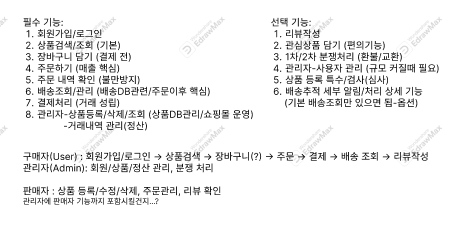 필수 기능:
1. 회원가입/로그인
2. 상품검색/조회 (기본)
3. 장바구니 담기 (결제 전)
4. 주문하기 (매출 핵심)
5. 주문 내역 확인 (불만방지)
6. 배송조회/관리 (배송DB관련/주문이후 핵심)
7. 결제처리 (거래 성립)
8. 관리자-상품등록/삭제/조회 (상품DB관리/쇼핑몰 운영)
-거래내역 관리(정산)
선택 기능:
1. 리뷰작성
2. 관심상품 담기 (편의기능)
3. 1차/2차 분쟁처리 (환불/교환)
4. 관리자-사용자 관리 (규모 커질때 필요)
5. 상품 등록 특수/검사(심사)
6. 배송추적 세부 알림/처리 상세 기능
(기본 배송조회만 있으면 됨-옵션)
구매자(User) : 회원가입/로그인 → 상품검색 → 장바구니(?) → 주문 → 결제 → 배송 조회 → 리뷰작성
관리자(Admin): 회원/상품/정산 관리, 분쟁 처리
판매자 : 상품 등록/수정/삭제, 주문관리, 리뷰 확인
관리자에 판매자 기능까지 포함시킬건지...?
EdrawMax
EdrawMax
EdrawMax
EdrawMax